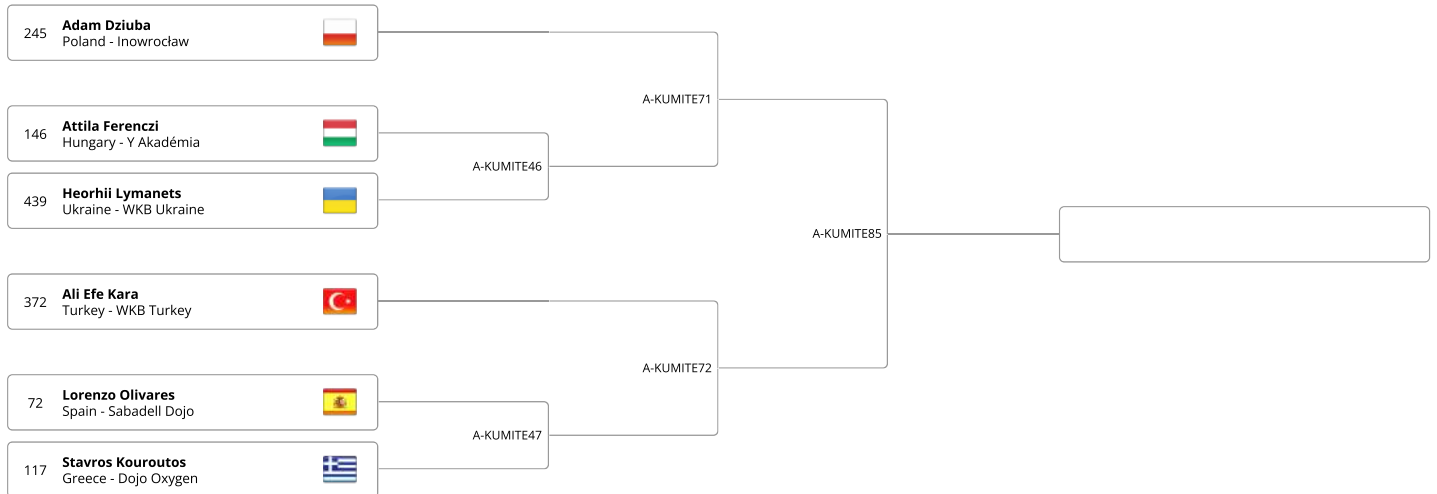 245
Adam Dziuba
Poland - Inowrocław
A-KUMITE71
146
Attila Ferenczi
Hungary - Y Akadémia
A-KUMITE46
439
Heorhii Lymanets
Ukraine - WKB Ukraine
A-KUMITE85
372
Ali Efe Kara
Turkey - WKB Turkey
A-KUMITE72
72
Lorenzo Olivares
Spain - Sabadell Dojo
A-KUMITE47
117
Stavros Kouroutos
Greece - Dojo Oxygen